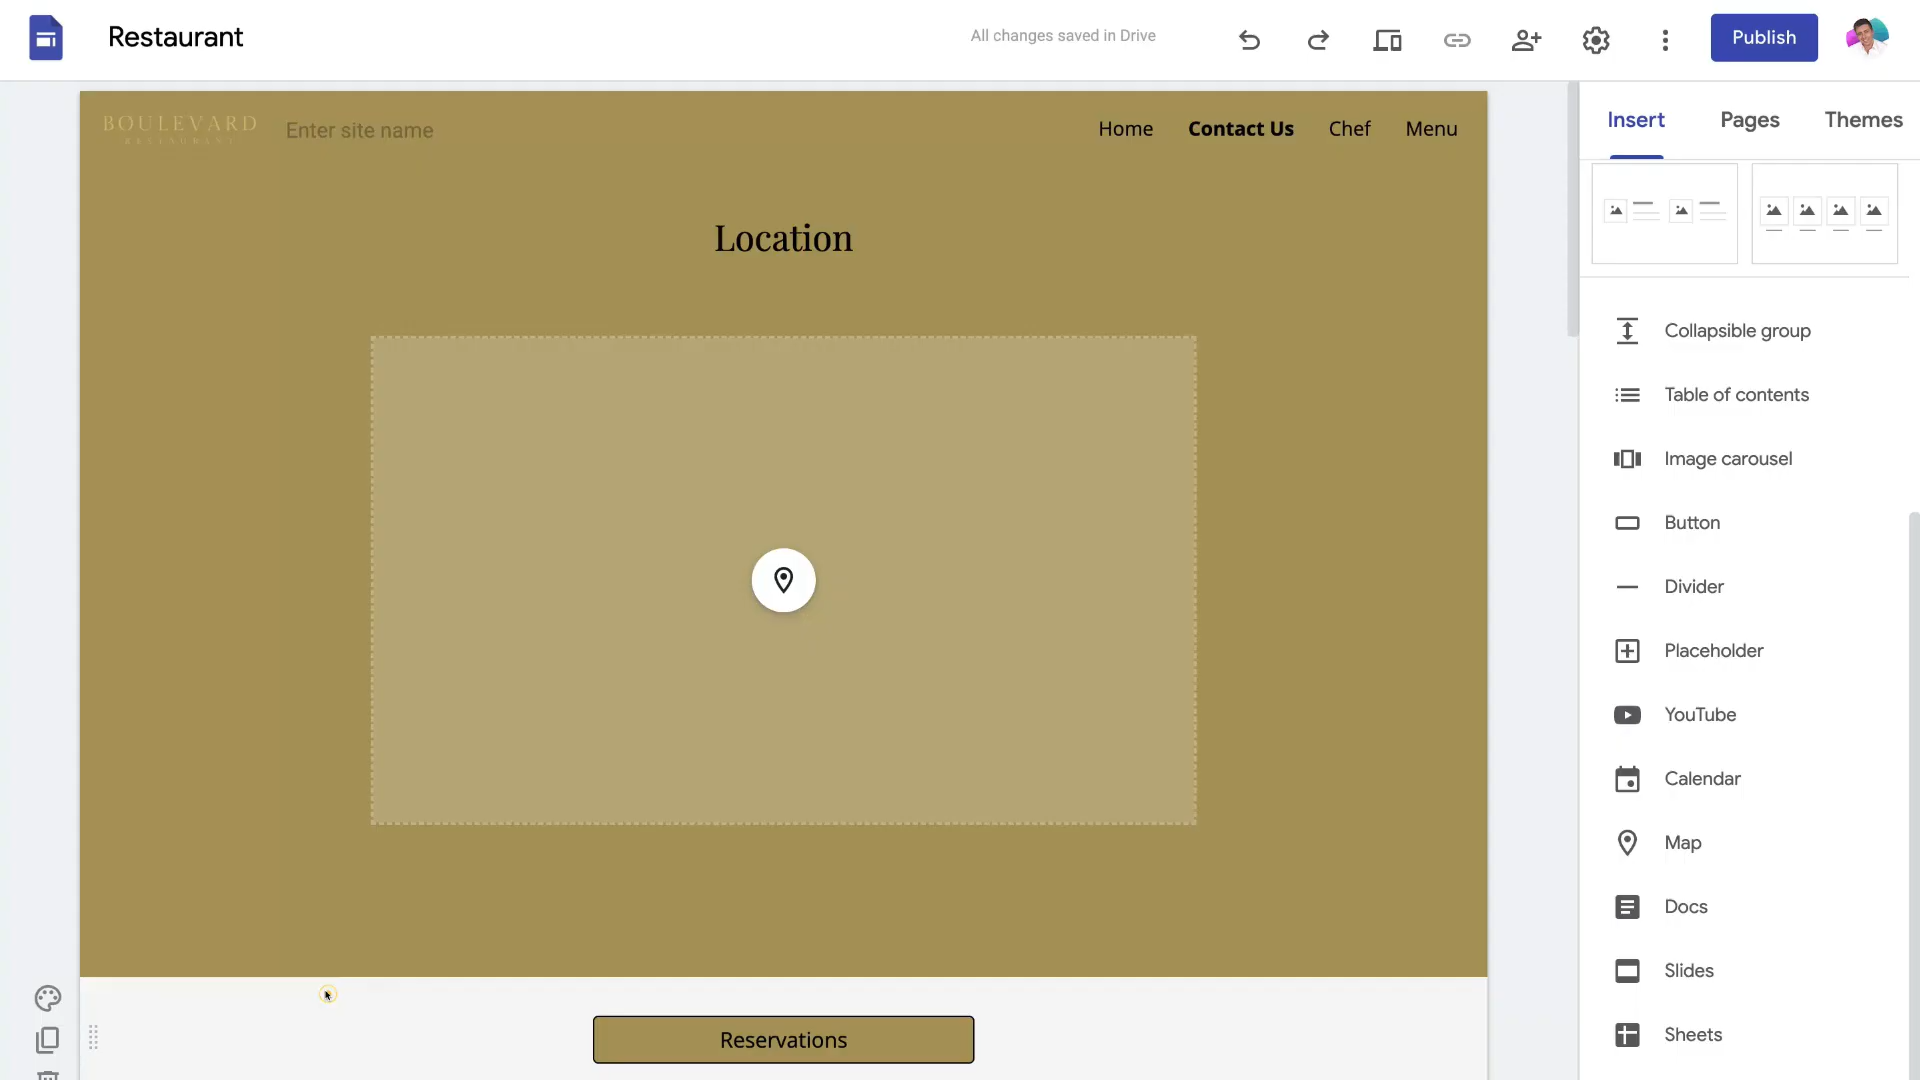 Restaurant
All changes saved in Drive
Publish
BOULEVARD
RESTAURANT
Enter site name
Home
Contact Us
Chef
Menu
Insert
Pages
Themes
Location
Collapsible group
Table of contents
Image carousel
Button
Divider
Placeholder
YouTube
Calendar
Map
Docs
Slides
Sheets
Reservations